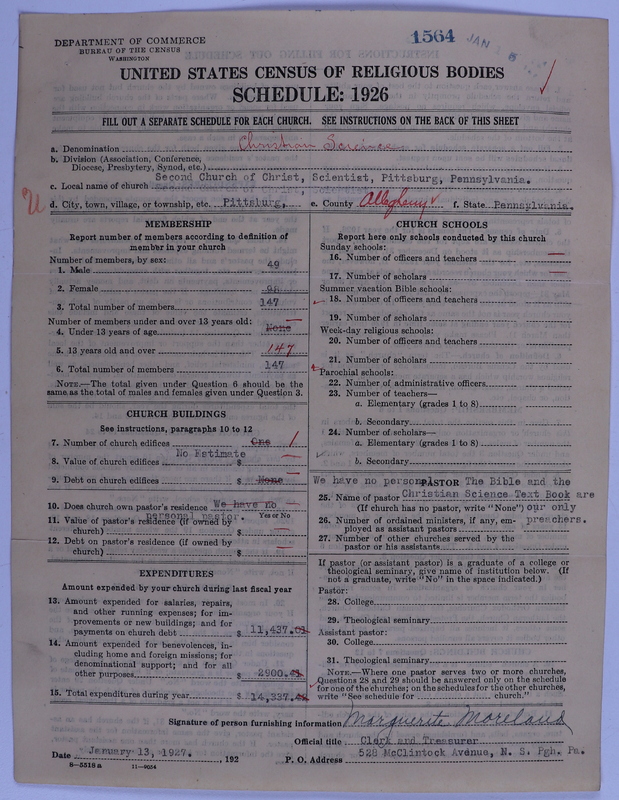 1564 JAN
DEPARTMENT OF COMMERCE
BUREAU OF THE CENSUS
WASHINGTON
UNITED STATES CENSUS OF RELIGIOUS BODIES
SCHEDULE: 1926
FILL OUT A SEPARATE SCHEDULE FOR EACH CHURCH. SEE INSTRUCTIONS ON THE BACK OF THIS SHEET
a. Denomination Christian Science
b. Division (Association, Conference,
Diocese, Presbytery, Synod, etc.)
c. Local name of church Second Church of Christ, Scientist, Pittsburg, Pennsylvania.
d. City, town, village, or township, etc. Pittsburg, e. County Allegheny f. State Pennsylvania.
MEMBERSHIP
Report number of members according to definition of
member in your church
Number of members, by sex:
1. Male 49
2. Female 98
3. Total number of members 147
Number of members under and over 13 years old:
4. Under 13 years of age None
5. 13 years old and over 147
6. Total number of members 147
NOTE.—The total given under Question 6 should be the
same as the total of males and females given under Question 3.
CHURCH BUILDINGS
See instructions, paragraphs 10 to 12
7. Number of church edifices One 1
8. Value of church edifices No Estimate $
9. Debt on church edifices $ None
10. Does church own pastor's residence We have no
Yes or No
personal pastor.
11. Value of pastor's residence (if owned by
church) $
12. Debt on pastor's residence (if owned by
church) $
EXPENDITURES
Amount expended by your church during last fiscal year
13. Amount expended for salaries, repairs,
and other running expenses; for im-
provements or new buildings; and for
payments on church debt $ 11,437.
14. Amount expended for benevolences, in-
cluding home and foreign missions; for
denominational support; and for all
other purposes $ 2900.
15. Total expenditures during year $ 14,337.
CHURCH SCHOOLS
Report here only schools conducted by this church
Sunday schools:
16. Number of officers and teachers
17. Number of scholars
Summer vacation Bible schools:
18. Number of officers and teachers
19. Number of scholars
Week-day religious schools:
20. Number of officers and teachers
21. Number of scholars
Parochial schools:
22. Number of administrative officers
23. Number of teachers—
a. Elementary (grades 1 to 8)
b. Secondary
24. Number of scholars—
a. Elementary (grades 1 to 8)
b. Secondary
We have no personal PASTOR The Bible and the
25. Name of pastor Christian Science Text Book are
(If church has no pastor, write "None") our only
26. Number of ordained ministers, if any, em- preachers.
ployed as assistant pastors
27. Number of other churches served by the
pastor or his assistants
If pastor (or assistant pastor) is a graduate of a college or
theological seminary, give name of institution below. (If
not a graduate, write "No" in the space indicated.)
Pastor:
28. College
29. Theological seminary
Assistant pastor:
30. College
31. Theological seminary
NOTE.—Where one pastor serves two or more churches,
Questions 28 and 29 should be answered only on the schedule
for one of the churches; on the schedules for the other churches,
write "See schedule for church."
Signature of person furnishing information Marguerite Moreland
Official title Clerk and Treasurer
Date January 13, 1927. , 192 P. O. Address 528 McClintock Avenue, N. S. Pgh. Pa.
8—5518 a 11—9054